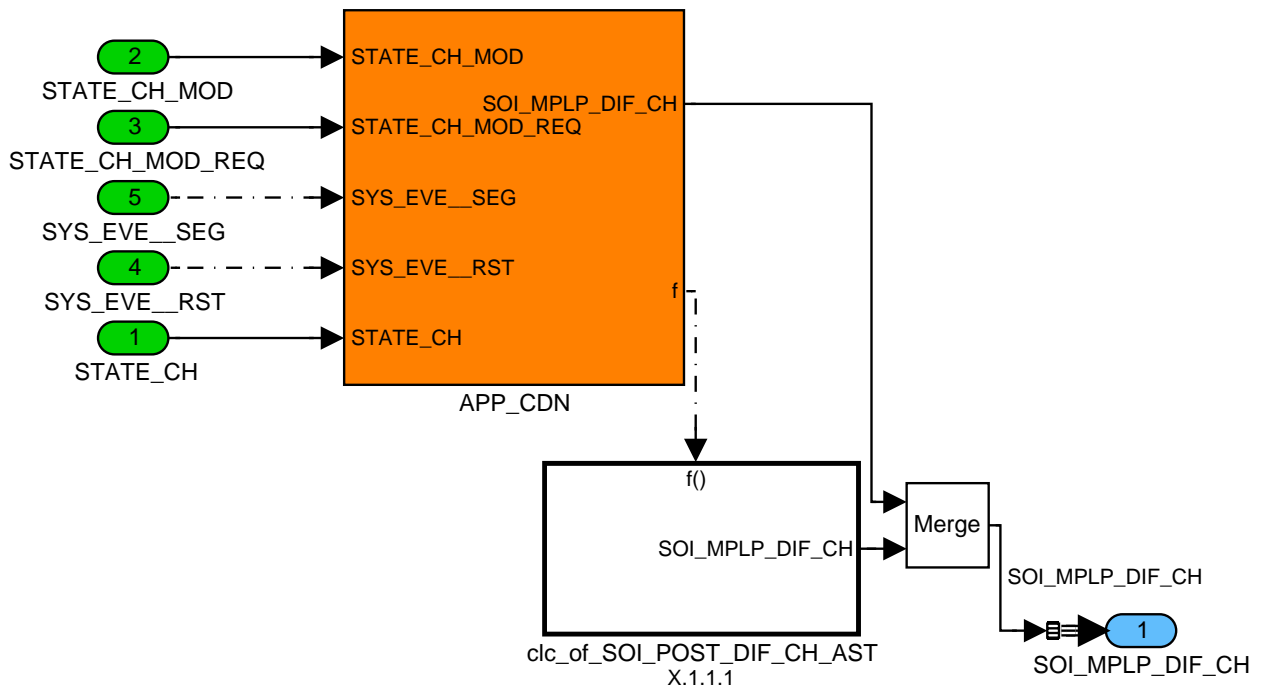 2
STATE_CH_MOD
3
STATE_CH_MOD_REQ
5
SYS_EVE__SEG
4
SYS_EVE__RST
1
STATE_CH
STATE_CH_MOD
SOI_MPLP_DIF_CH
STATE_CH_MOD_REQ
SYS_EVE__SEG
SYS_EVE__RST
f
STATE_CH
APP_CDN
f()
SOI_MPLP_DIF_CH
clc_of_SOI_POST_DIF_CH_AST
X.1.1.1
Merge
SOI_MPLP_DIF_CH
1
SOI_MPLP_DIF_CH